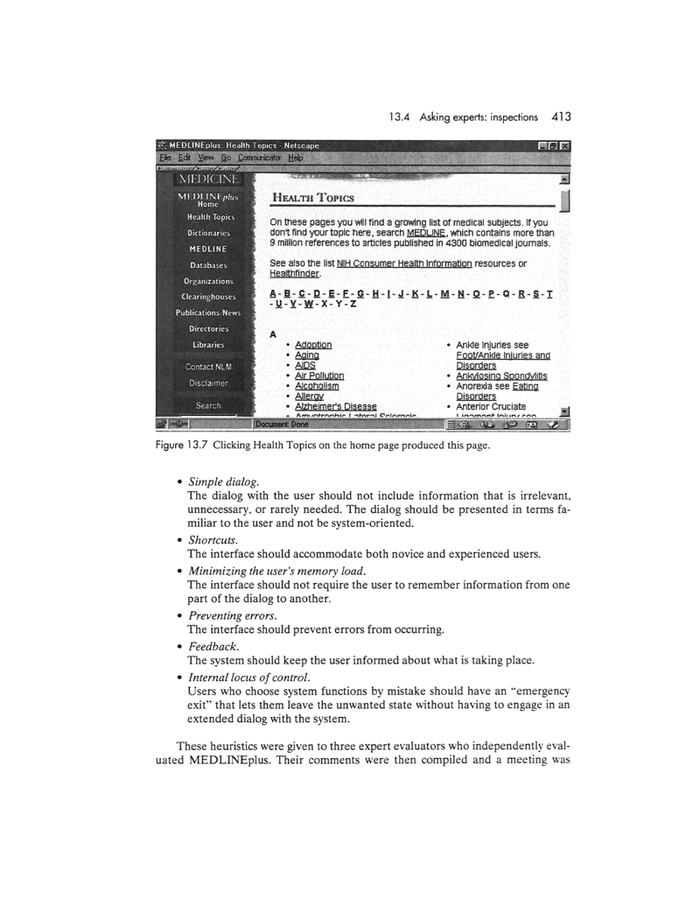 13.4 Asking experts: inspections 413
MEDLINEplus: Health Topics - Netscape
File Edit View Go Communicator Help
MEDICINE
MEDLINEplus
Home
Health Topics
Dictionaries
MEDLINE
Databases
Organizations
Clearinghouses
Publications/News
Directories
Libraries
Contact NLM
Disclaimer
Search
HEALTH TOPICS
On these pages you will find a growing list of medical subjects. If you
don't find your topic here, search MEDLINE, which contains more than
9 million references to articles published in 4300 biomedical journals.
See also the list NIH Consumer Health Information resources or
Healthfinder.
A - B - C - D - E - F - G - H - I - J - K - L - M - N - O - P - Q - R - S - T
- U - V - W - X - Y - Z
A
• Adoption
• Aging
• AIDS
• Air Pollution
• Alcoholism
• Allergy
• Alzheimer's Disease
• Amyotrophic Lateral Sclerosis
• Ankle Injuries see
Foot/Ankle Injuries and
Disorders
• Ankylosing Spondylitis
• Anorexia see Eating
Disorders
• Anterior Cruciate
Ligament Injury see
Document: Done
Figure 13.7 Clicking Health Topics on the home page produced this page.
• Simple dialog.
The dialog with the user should not include information that is irrelevant,
unnecessary, or rarely needed. The dialog should be presented in terms fa-
miliar to the user and not be system-oriented.
• Shortcuts.
The interface should accommodate both novice and experienced users.
• Minimizing the user's memory load.
The interface should not require the user to remember information from one
part of the dialog to another.
• Preventing errors.
The interface should prevent errors from occurring.
• Feedback.
The system should keep the user informed about what is taking place.
• Internal locus of control.
Users who choose system functions by mistake should have an "emergency
exit" that lets them leave the unwanted state without having to engage in an
extended dialog with the system.
These heuristics were given to three expert evaluators who independently eval-
uated MEDLINEplus. Their comments were then compiled and a meeting was